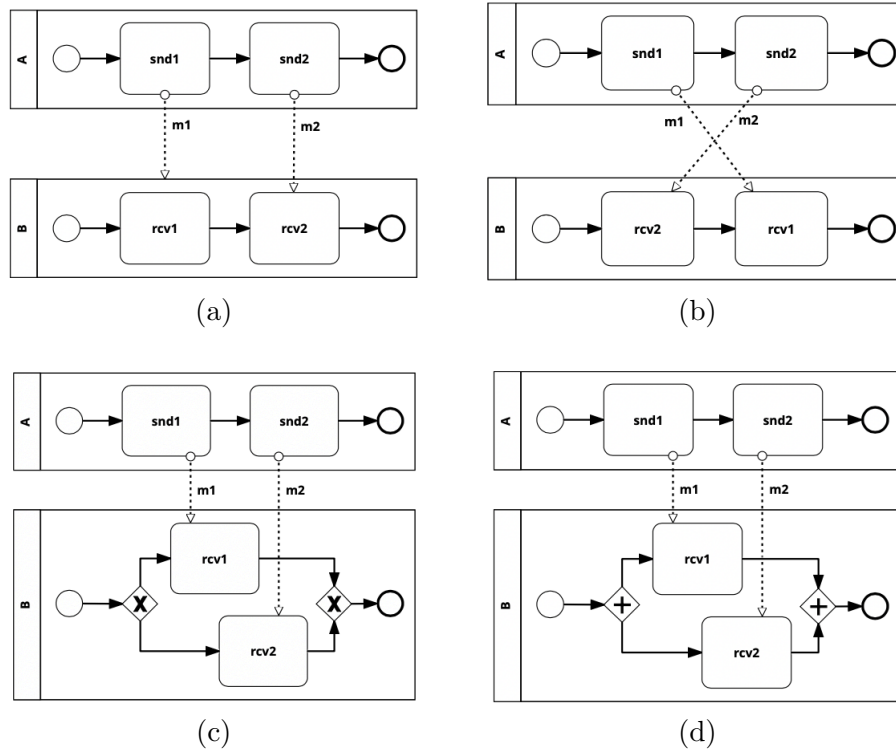 A
snd1
snd2
m1
m2
B
rcv1
rcv2
(a)
A
snd1
snd2
m1
m2
B
rcv2
rcv1
(b)
A
snd1
snd2
m1
m2
B
rcv1
X
X
rcv2
(c)
A
snd1
snd2
m1
m2
B
rcv1
+
+
rcv2
(d)